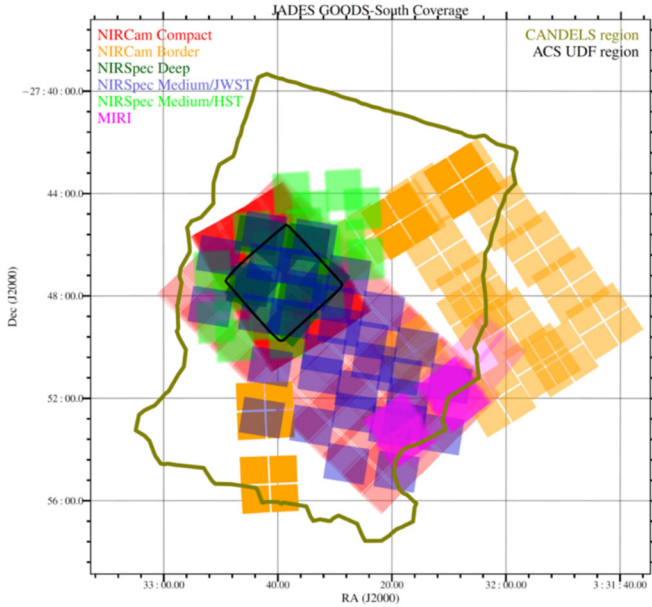 JADES GOODS-South Coverage
NIRCam Compact
NIRCam Border
NIRSpec Deep
NIRSpec Medium/JWST
NIRSpec Medium/HST
MIRI
CANDELS region
ACS UDF region
−27:40:00.0
44:00.0
48:00.0
52:00.0
56:00.0
Dec (J2000)
33:00.00
40.00
20.00
32:00.00
3:31:40.00
RA (J2000)